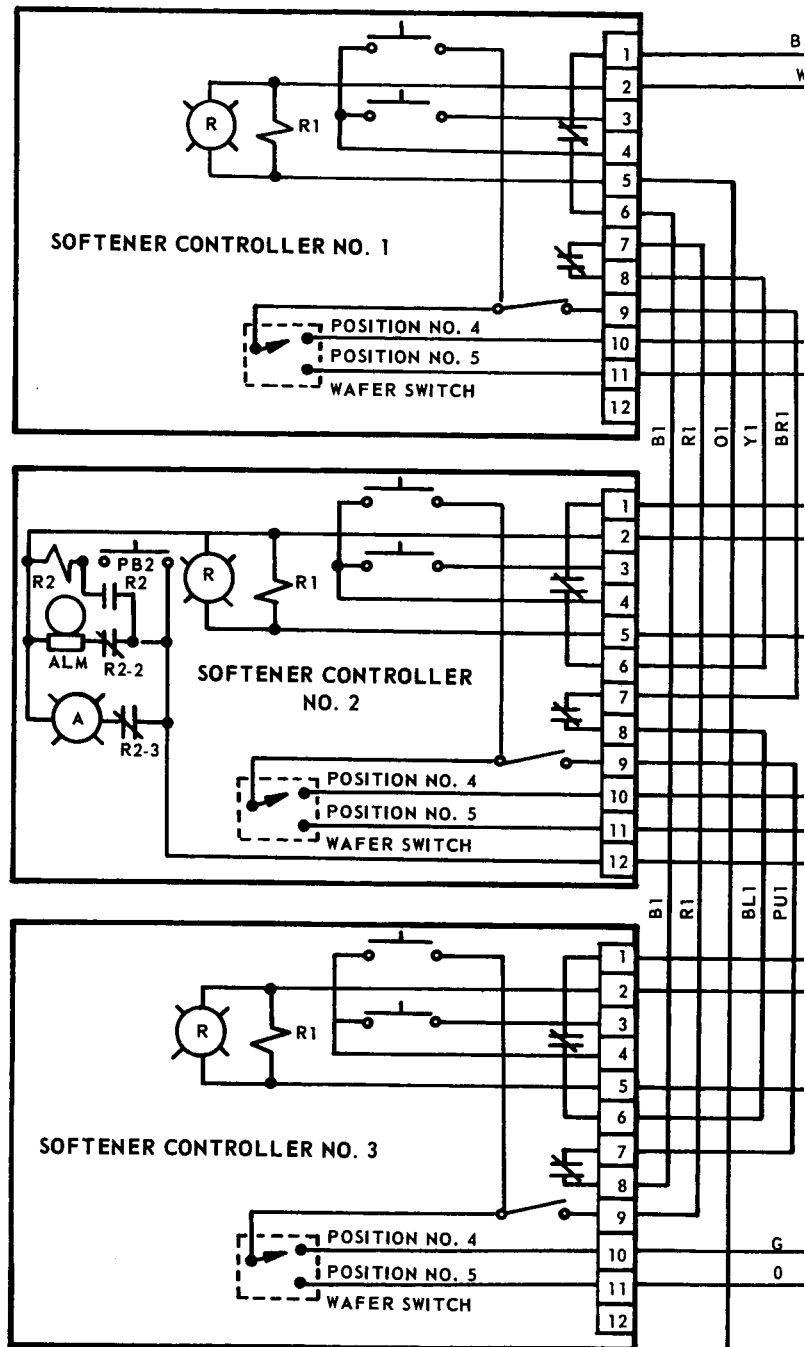 B
1
W
2
3
R
R1
4
5
6
SOFTENER CONTROLLER NO. 1
7
8
9
POSITION NO. 4
10
POSITION NO. 5
11
WAFER SWITCH
12
B1
R1
O1
Y1
BR1
1
2
PB2
3
R2
R2
R
R1
4
5
ALM
R2-2
6
SOFTENER CONTROLLER
NO. 2
7
A
8
R2-3
9
POSITION NO. 4
10
POSITION NO. 5
11
WAFER SWITCH
12
B1
R1
BL1
PU1
1
2
3
R
R1
4
5
6
SOFTENER CONTROLLER NO. 3
7
8
9
POSITION NO. 4
10
G
POSITION NO. 5
11
O
WAFER SWITCH
12